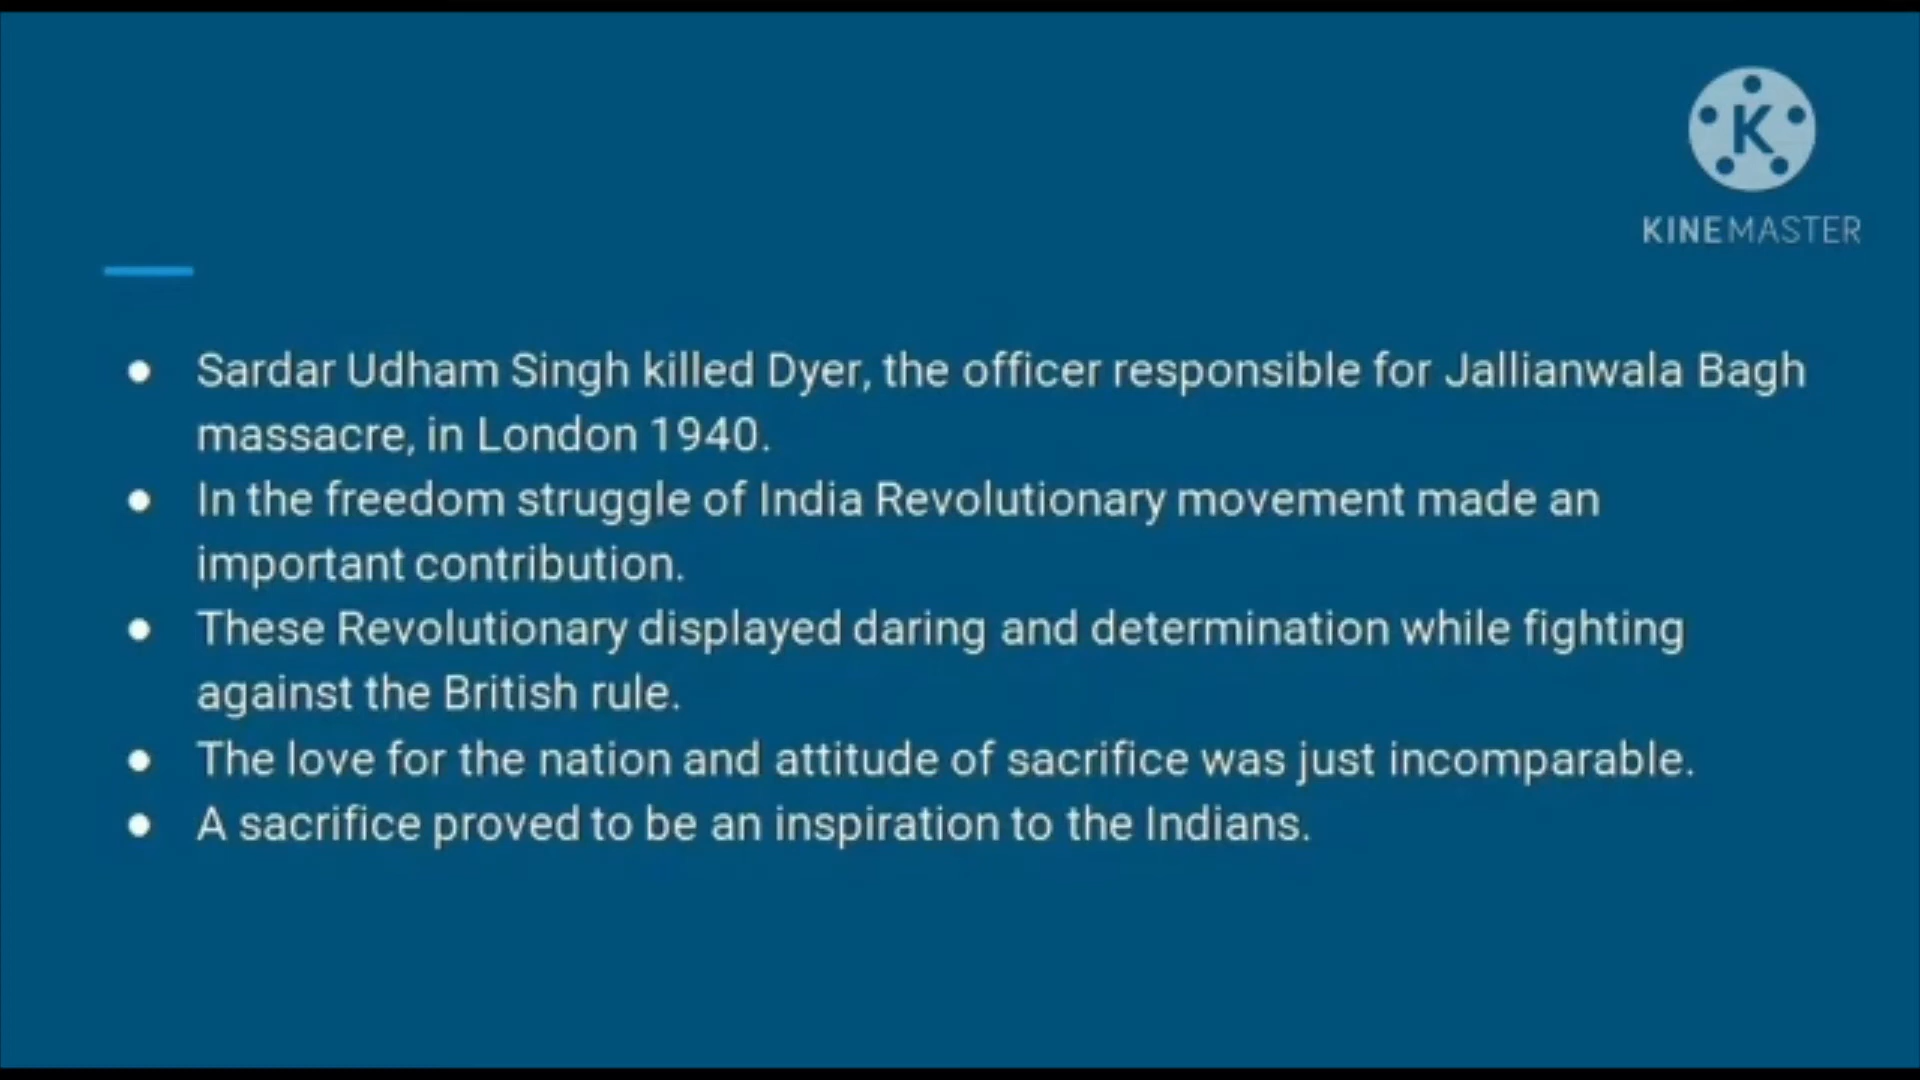 K
KINEMASTER
Sardar Udham Singh killed Dyer, the officer responsible for Jallianwala Bagh
massacre, in London 1940.
In the freedom struggle of India Revolutionary movement made an
important contribution.
These Revolutionary displayed daring and determination while fighting
against the British rule.
The love for the nation and attitude of sacrifice was just incomparable.
A sacrifice proved to be an inspiration to the Indians.